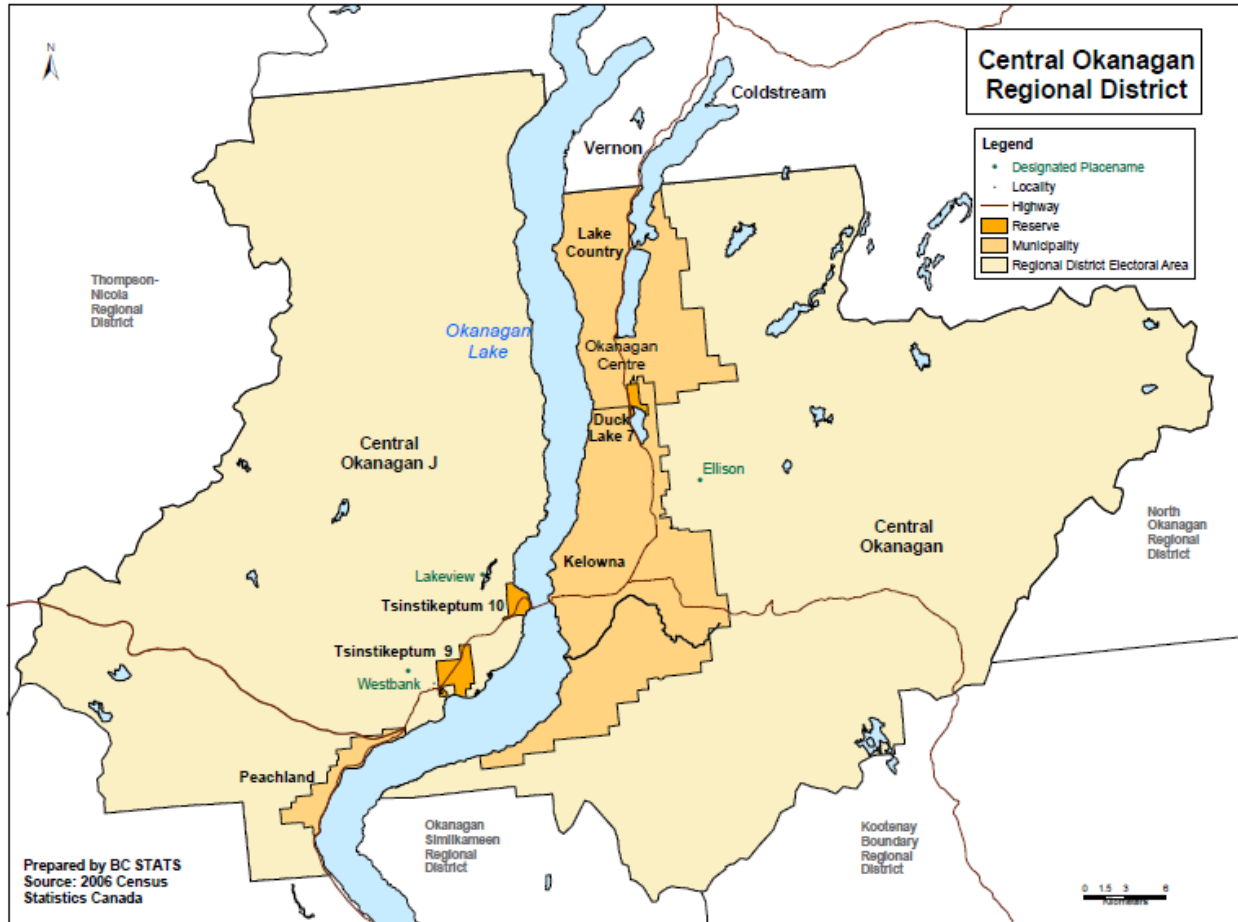 N
Central Okanagan
Regional District
Legend
Designated Placename
Locality
Highway
Reserve
Municipality
Regional District Electoral Area
Coldstream
Vernon
Lake
Country
Thompson-
Nicola
Regional
District
Okanagan
Lake
Okanagan
Centre
Duck
Lake 7
Central
Okanagan J
Ellison
Central
Okanagan
North
Okanagan
Regional
District
Kelowna
Lakeview
Tsinstikeptum 10
Tsinstikeptum 9
Westbank
Peachland
Okanagan
Similkameen
Regional
District
Kootenay
Boundary
Regional
District
Prepared by BC STATS
Source: 2006 Census
Statistics Canada
0 1.5 3 6
Kilometers